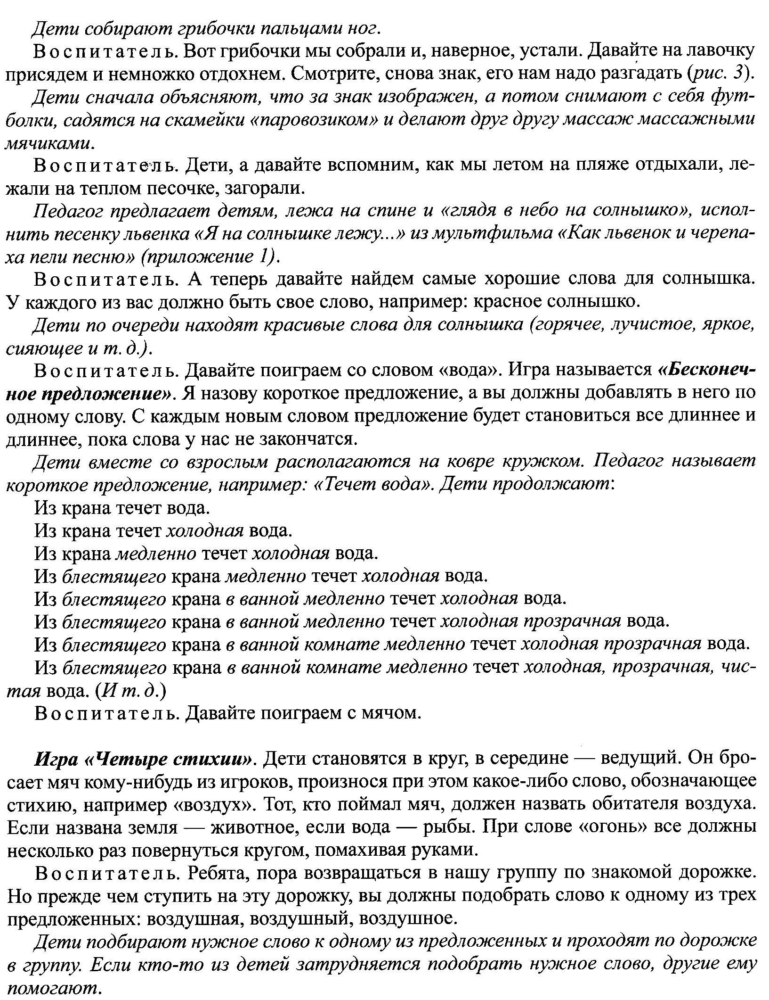 Дети собирают грибочки пальцами ног.
Воспитатель. Вот грибочки мы собрали и, наверное, устали. Давайте на лавочку
присядем и немножко отдохнем. Смотрите, снова знак, его нам надо разгадать (рис. 3).
Дети сначала объясняют, что за знак изображен, а потом снимают с себя фут-
болки, садятся на скамейки «паровозиком» и делают друг другу массаж массажными
мячиками.
Воспитатель. Дети, а давайте вспомним, как мы летом на пляже отдыхали, ле-
жали на теплом песочке, загорали.
Педагог предлагает детям, лежа на спине и «глядя в небо на солнышко», испол-
нить песенку львенка «Я на солнышке лежу...» из мультфильма «Как львенок и черепа-
ха пели песню» (приложение 1).
Воспитатель. А теперь давайте найдем самые хорошие слова для солнышка.
У каждого из вас должно быть свое слово, например: красное солнышко.
Дети по очереди находят красивые слова для солнышка (горячее, лучистое, яркое,
сияющее и т. д.).
Воспитатель. Давайте поиграем со словом «вода». Игра называется «Бесконеч-
ное предложение». Я назову короткое предложение, а вы должны добавлять в него по
одному слову. С каждым новым словом предложение будет становиться все длиннее и
длиннее, пока слова у нас не закончатся.
Дети вместе со взрослым располагаются на ковре кружком. Педагог называет
короткое предложение, например: «Течет вода». Дети продолжают:
Из крана течет вода.
Из крана течет холодная вода.
Из крана медленно течет холодная вода.
Из блестящего крана медленно течет холодная вода.
Из блестящего крана в ванной медленно течет холодная вода.
Из блестящего крана в ванной медленно течет холодная прозрачная вода.
Из блестящего крана в ванной комнате медленно течет холодная прозрачная вода.
Из блестящего крана в ванной комнате медленно течет холодная, прозрачная, чис-
тая вода. (И т. д.)
Воспитатель. Давайте поиграем с мячом.
Игра «Четыре стихии». Дети становятся в круг, в середине — ведущий. Он бро-
сает мяч кому-нибудь из игроков, произнося при этом какое-либо слово, обозначающее
стихию, например «воздух». Тот, кто поймал мяч, должен назвать обитателя воздуха.
Если названа земля — животное, если вода — рыбы. При слове «огонь» все должны
несколько раз повернуться кругом, помахивая руками.
Воспитатель. Ребята, пора возвращаться в нашу группу по знакомой дорожке.
Но прежде чем ступить на эту дорожку, вы должны подобрать слово к одному из трех
предложенных: воздушная, воздушный, воздушное.
Дети подбирают нужное слово к одному из предложенных и проходят по дорожке
в группу. Если кто-то из детей затрудняется подобрать нужное слово, другие ему
помогают.